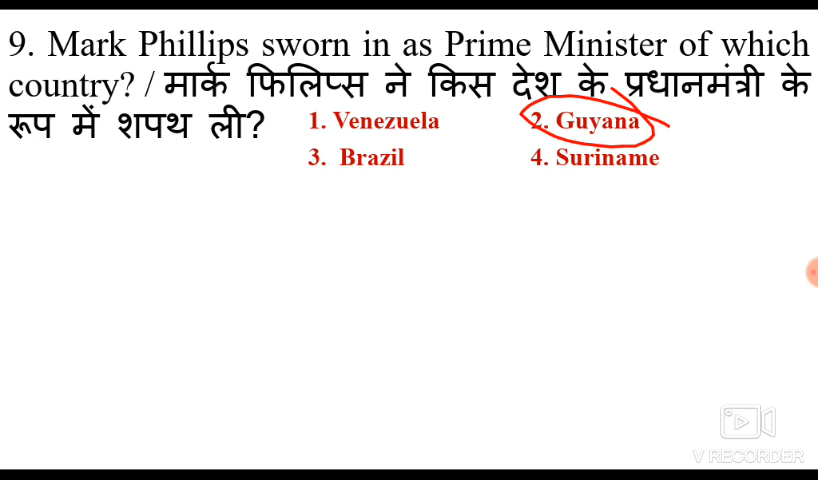 9. Mark Phillips sworn in as Prime Minister of which
country? / मार्क फिलिप्स ने किस देश के प्रधानमंत्री के
रूप में शपथ ली? 1. Venezuela 2. Guyana
3. Brazil 4. Suriname
V RECORDER